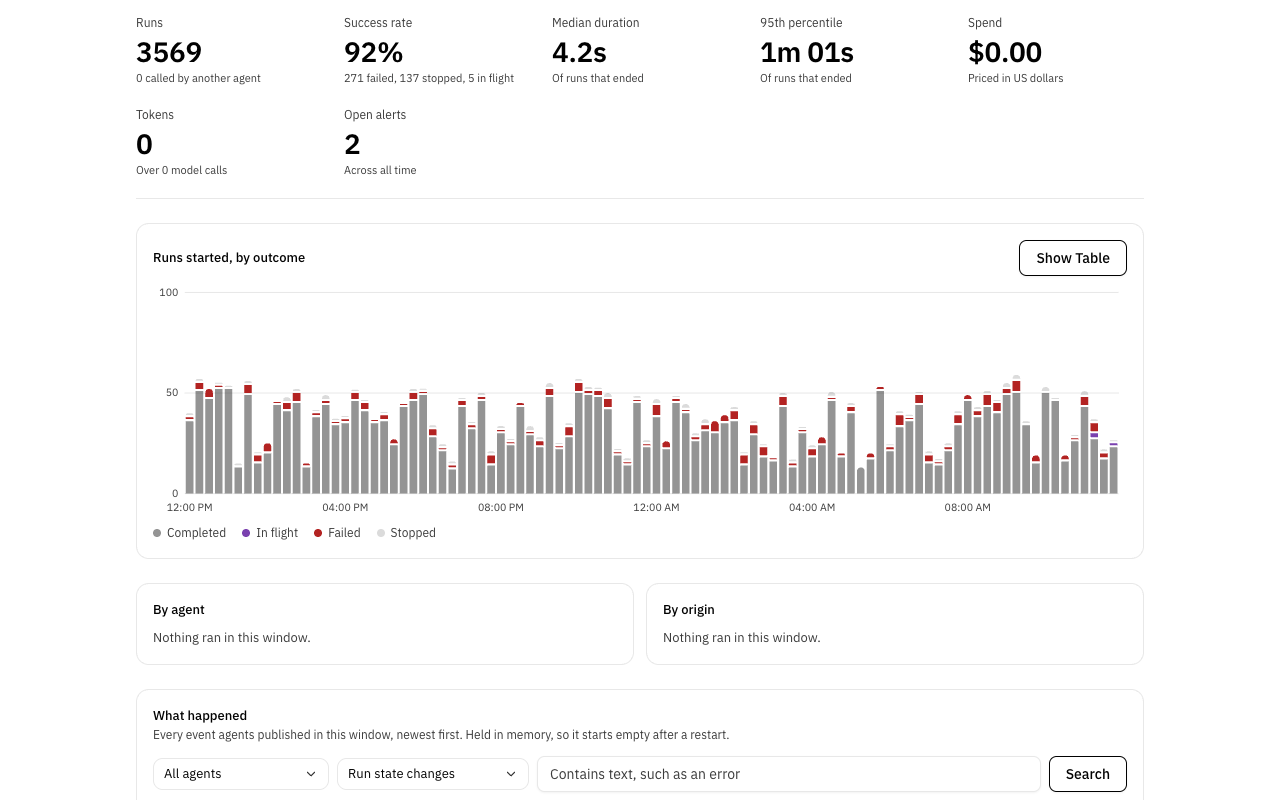 Runs
3569
0 called by another agent
Success rate
92%
271 failed, 137 stopped, 5 in flight
Median duration
4.2s
Of runs that ended
95th percentile
1m 01s
Of runs that ended
Spend
$0.00
Priced in US dollars
Tokens
0
Over 0 model calls
Open alerts
2
Across all time
Runs started, by outcome
Show Table
100
50
0
12:00 PM 04:00 PM 08:00 PM 12:00 AM 04:00 AM 08:00 AM
Completed In flight Failed Stopped
By agent
Nothing ran in this window.
By origin
Nothing ran in this window.
What happened
Every event agents published in this window, newest first. Held in memory, so it starts empty after a restart.
All agents Run state changes Contains text, such as an error Search